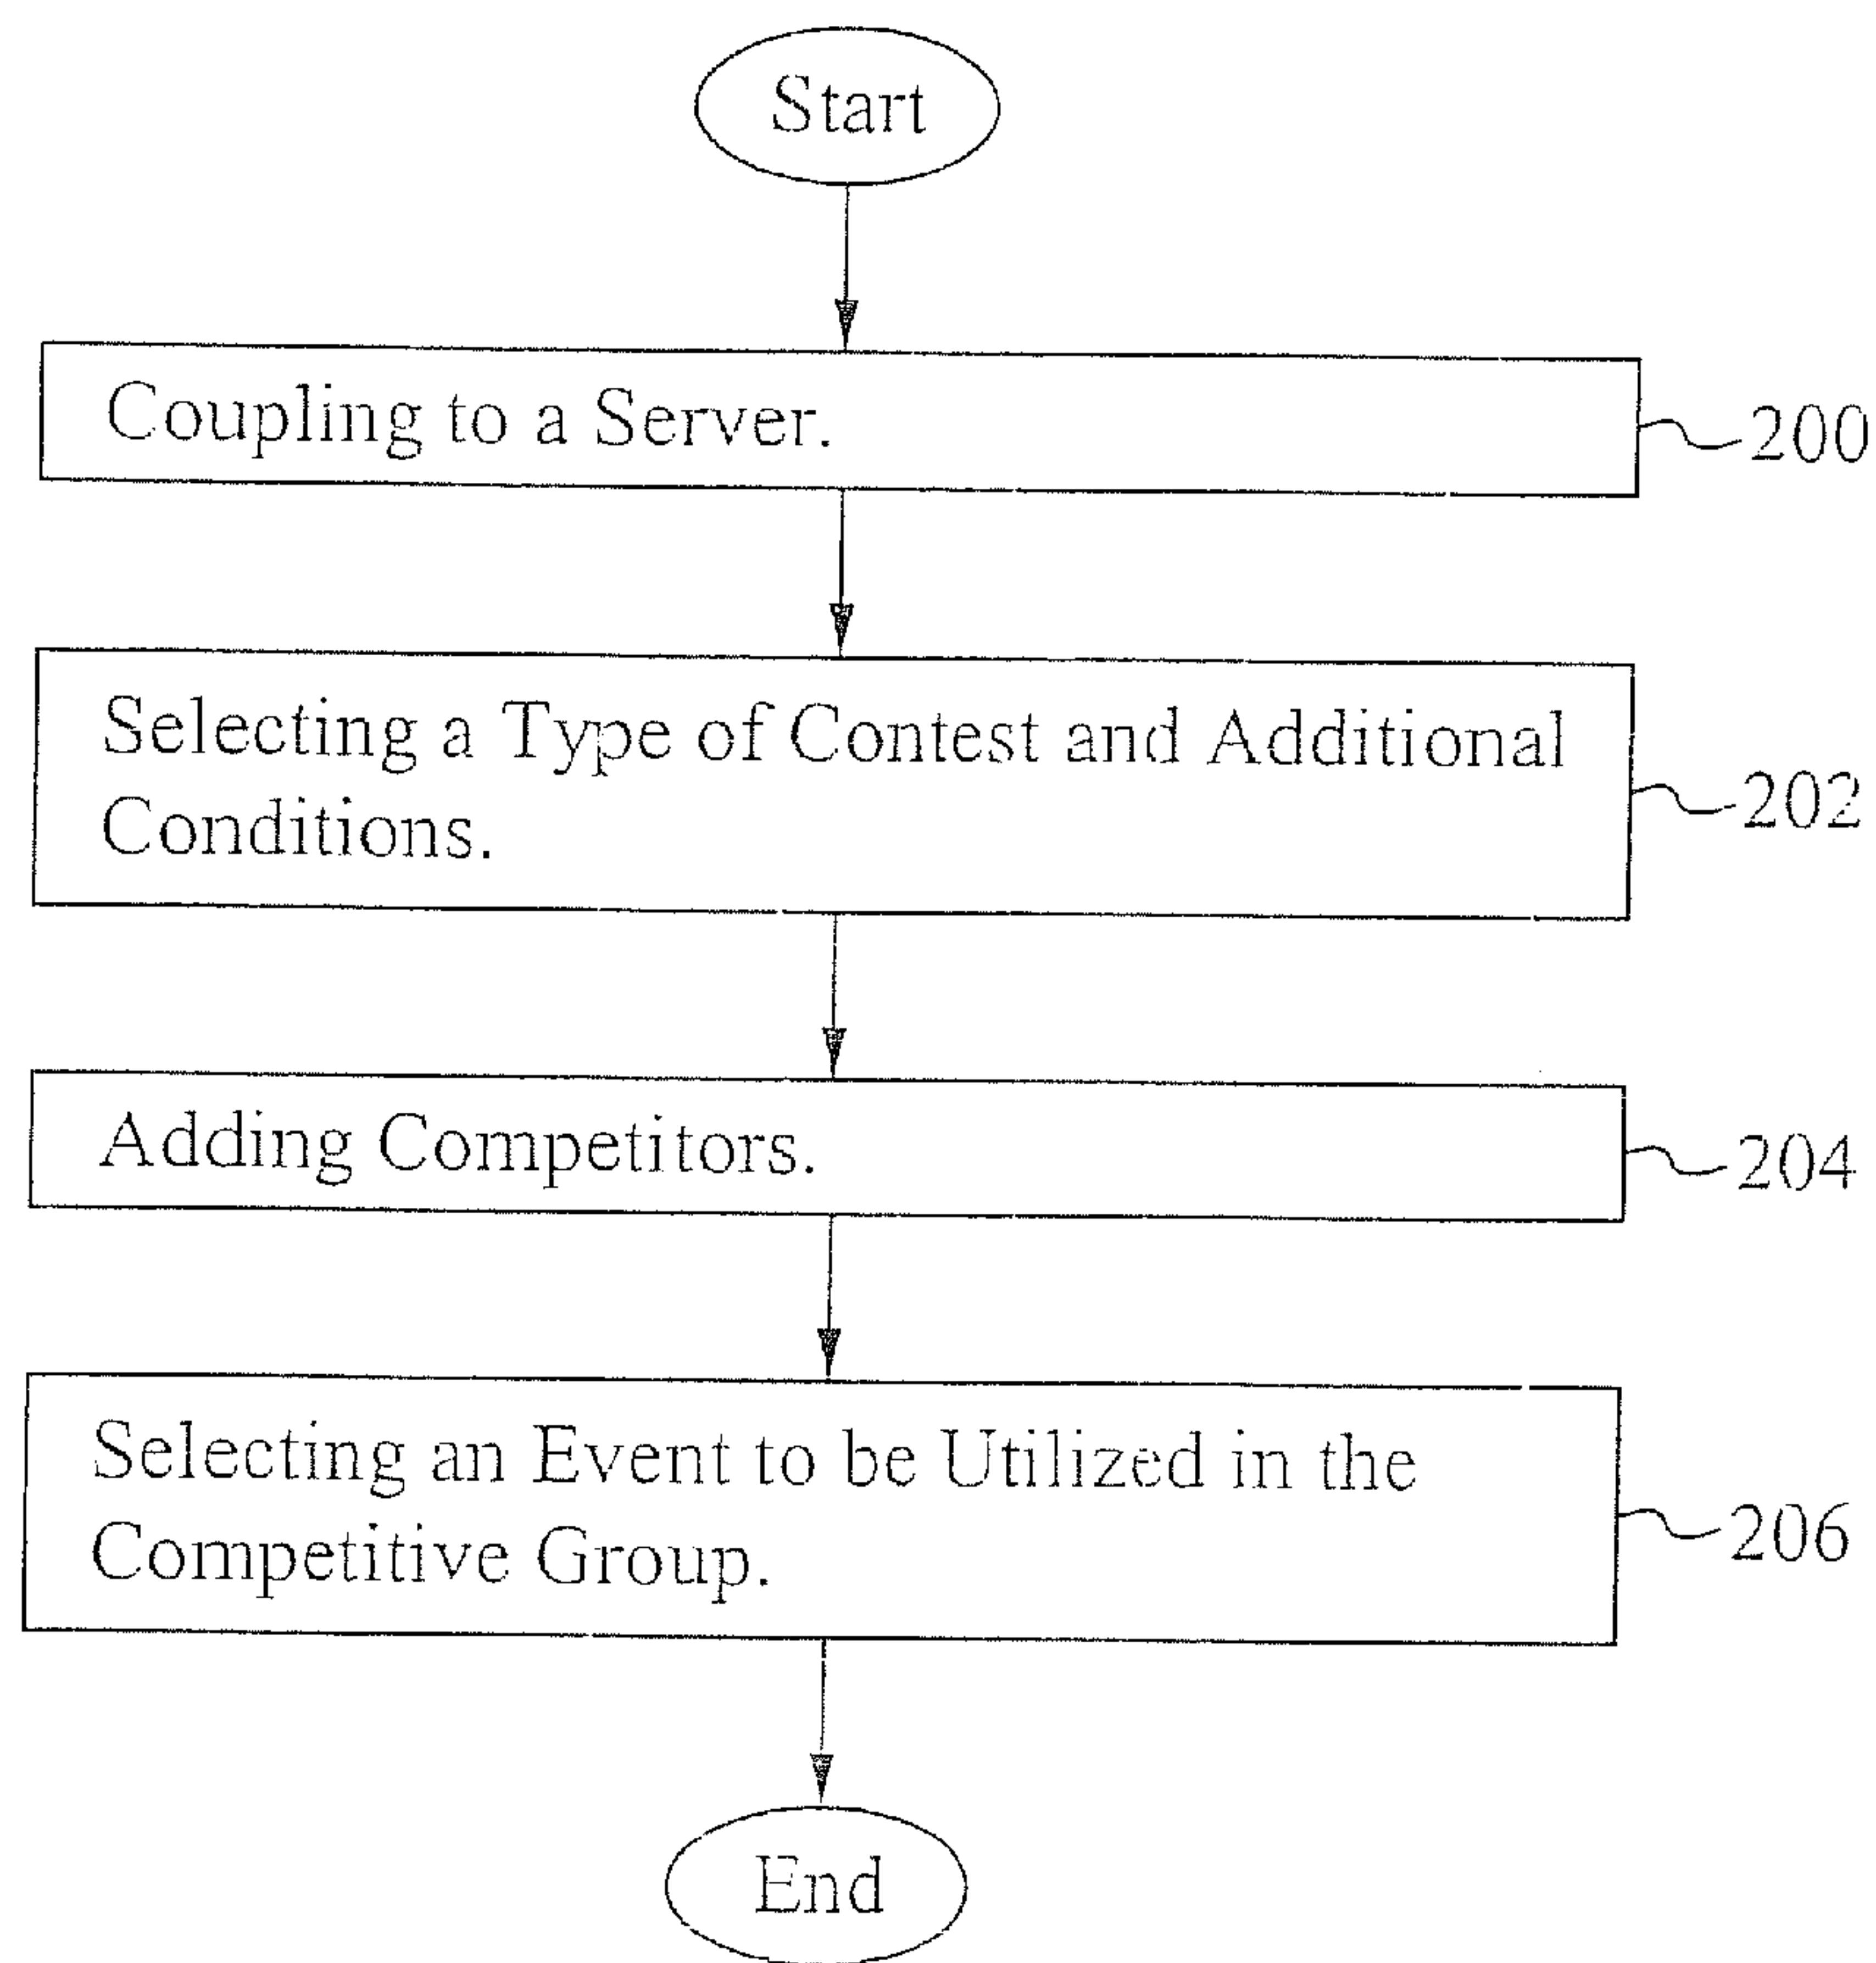 Start
Coupling to a Server.
200
Selecting a Type of Contest and Additional
Conditions.
202
Adding Competitors.
204
Selecting an Event to be Utilized in the
Competitive Group.
206
End